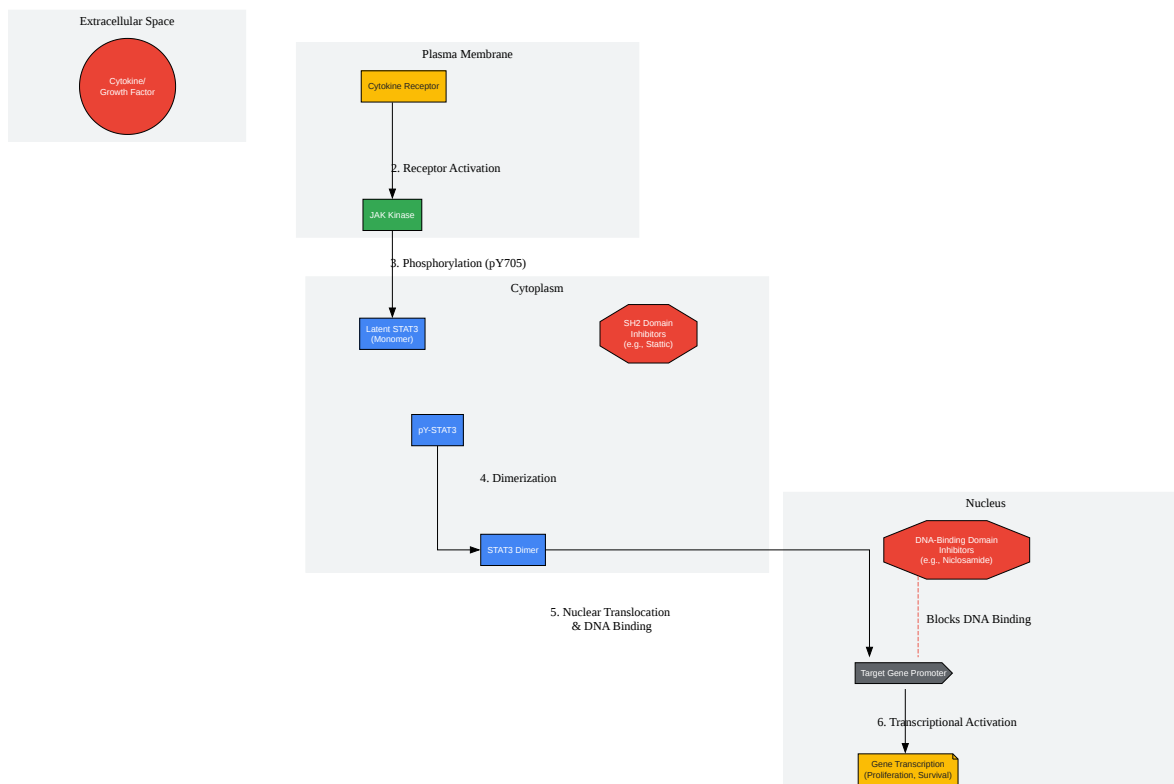 Extracellular Space
Cytokine/
Growth Factor
Plasma Membrane
Cytokine Receptor
2. Receptor Activation
JAK Kinase
3. Phosphorylation (pY705)
Cytoplasm
Latent STAT3
(Monomer)
SH2 Domain
Inhibitors
(e.g., Stattic)
pY-STAT3
4. Dimerization
STAT3 Dimer
5. Nuclear Translocation
& DNA Binding
Nucleus
DNA-Binding Domain
Inhibitors
(e.g., Niclosamide)
Blocks DNA Binding
Target Gene Promoter
6. Transcriptional Activation
Gene Transcription
(Proliferation, Survival)